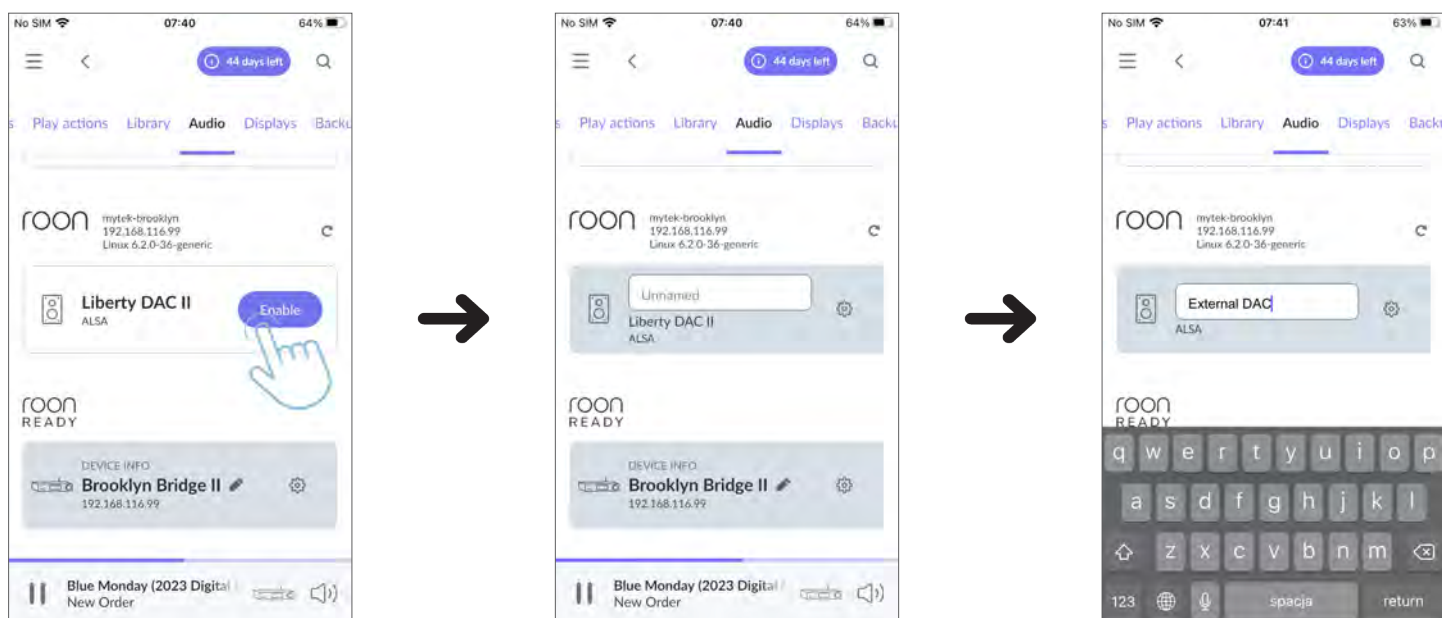 No SIM 07:40 64%
44 days left
s Play actions Library Audio Displays Backu
roon
mytek-brooklyn
192.168.116.99
Linux 6.2.0-36-generic
Liberty DAC II
ALSA
Enable
roon
READY
DEVICE INFO
Brooklyn Bridge II
192.168.116.99
Blue Monday (2023 Digital
New Order
No SIM 07:40 64%
44 days left
s Play actions Library Audio Displays Backu
roon
mytek-brooklyn
192.168.116.99
Linux 6.2.0-36-generic
Unnamed
Liberty DAC II
ALSA
roon
READY
DEVICE INFO
Brooklyn Bridge II
192.168.116.99
Blue Monday (2023 Digital
New Order
No SIM 07:41 63%
44 days left
s Play actions Library Audio Displays Backu
roon
mytek-brooklyn
192.168.116.99
Linux 6.2.0-36-generic
External DAC
ALSA
roon
READY
q w e r t y u i o p
a s d f g h j k l
z x c v b n m
123 spacja return